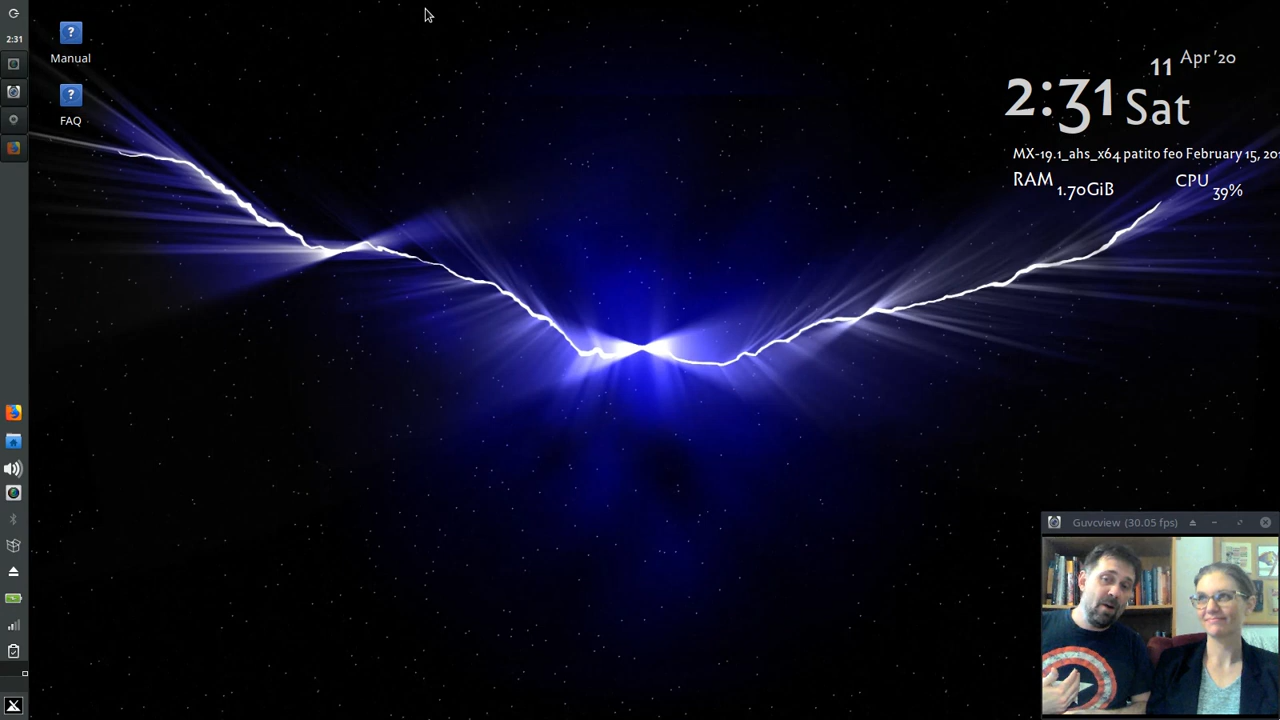 2:31
Manual
FAQ
11 Apr '20
2:31 Sat
MX-19.1_ahs_x64 patito feo February 15, 20
RAM 1.70GiB CPU 39%
Guvcview (30.05 fps)